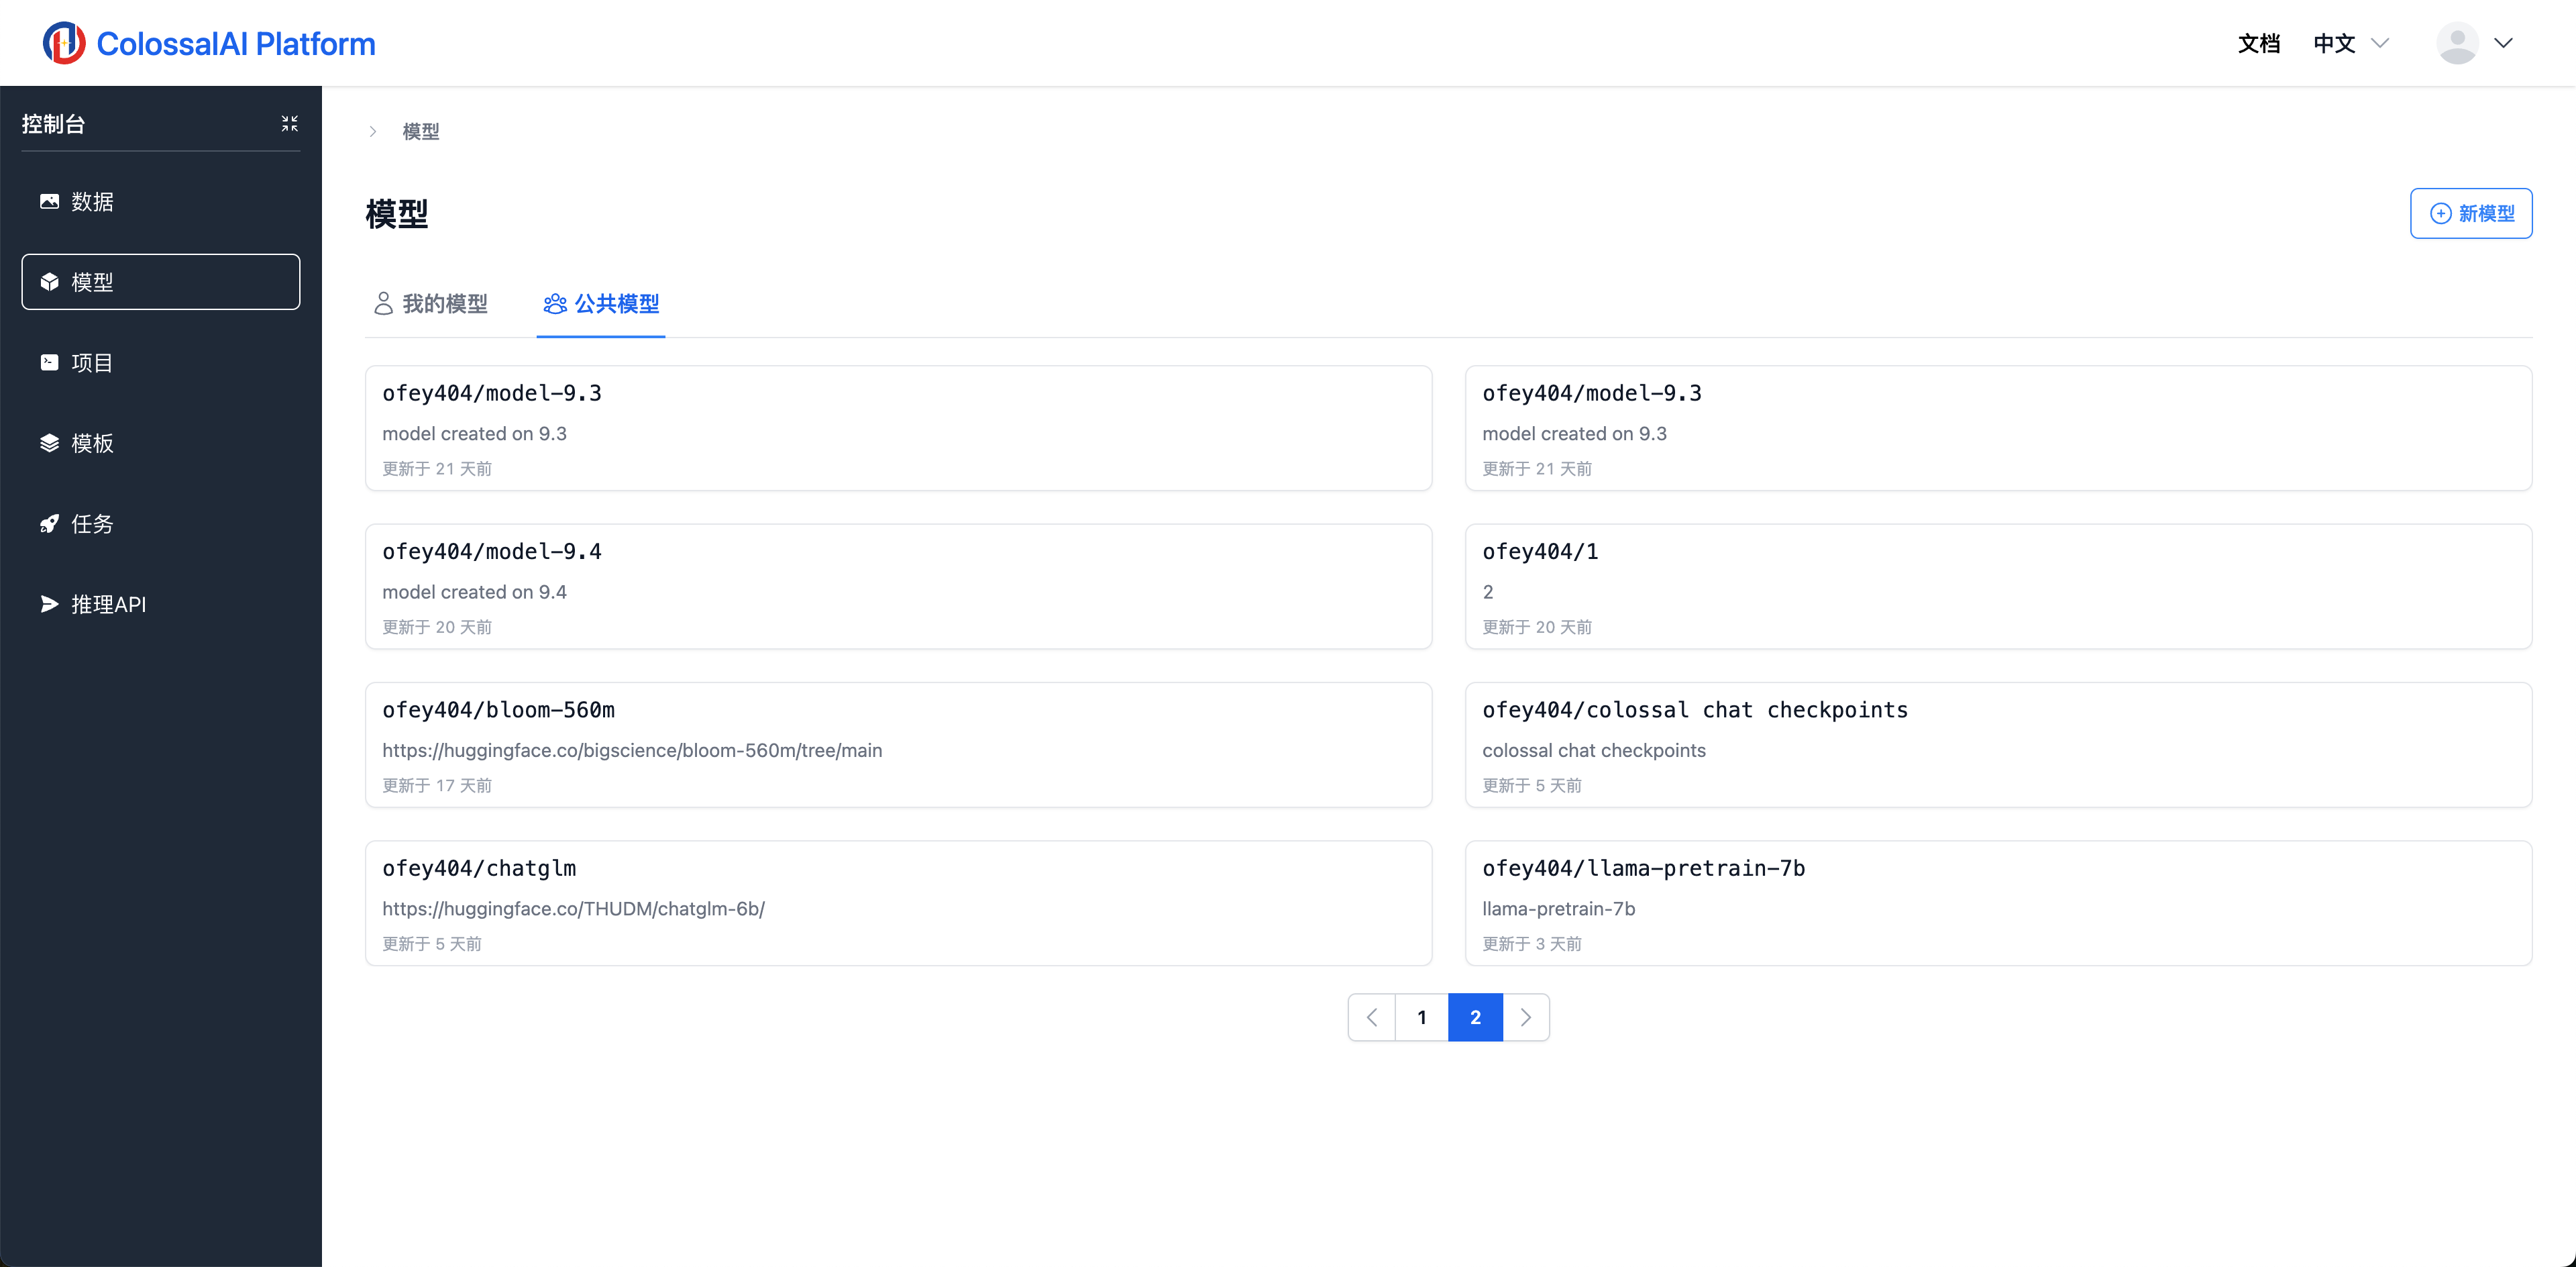 ColossalAI Platform
文档
中文
控制台
数据
模型
项目
模板
任务
推理API
模型
模型
新模型
我的模型
公共模型
ofey404/model-9.3
model created on 9.3
更新于 21 天前
ofey404/model-9.3
model created on 9.3
更新于 21 天前
ofey404/model-9.4
model created on 9.4
更新于 20 天前
ofey404/1
2
更新于 20 天前
ofey404/bloom-560m
https://huggingface.co/bigscience/bloom-560m/tree/main
更新于 17 天前
ofey404/colossal chat checkpoints
colossal chat checkpoints
更新于 5 天前
ofey404/chatglm
https://huggingface.co/THUDM/chatglm-6b/
更新于 5 天前
ofey404/llama-pretrain-7b
llama-pretrain-7b
更新于 3 天前
1
2